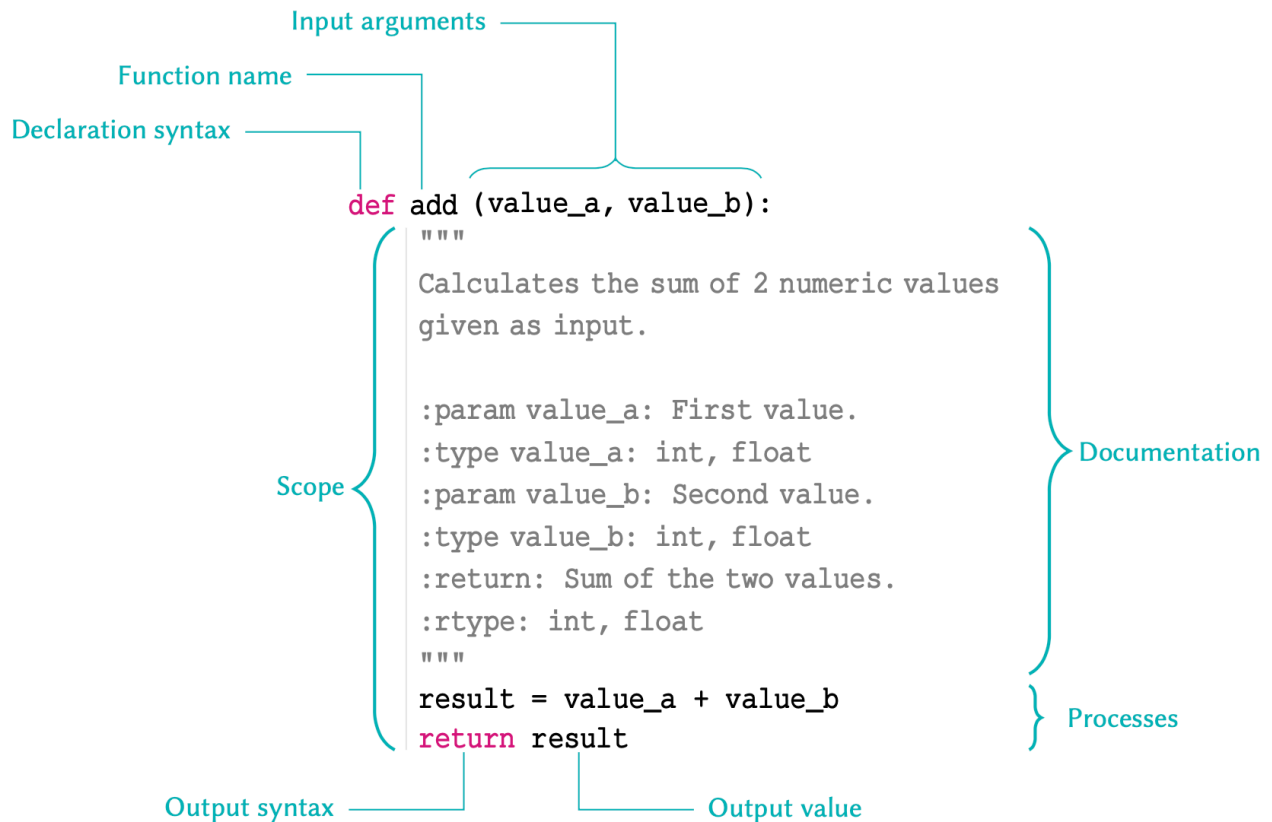 Input arguments
Function name
Declaration syntax
def add (value_a, value_b):
"""
Calculates the sum of 2 numeric values
given as input.
:param value_a: First value.
:type value_a: int, float
Documentation
Scope
:param value_b: Second value.
:type value_b: int, float
:return: Sum of the two values.
:rtype: int, float
"""
result = value_a + value_b
Processes
return result
Output syntax
Output value